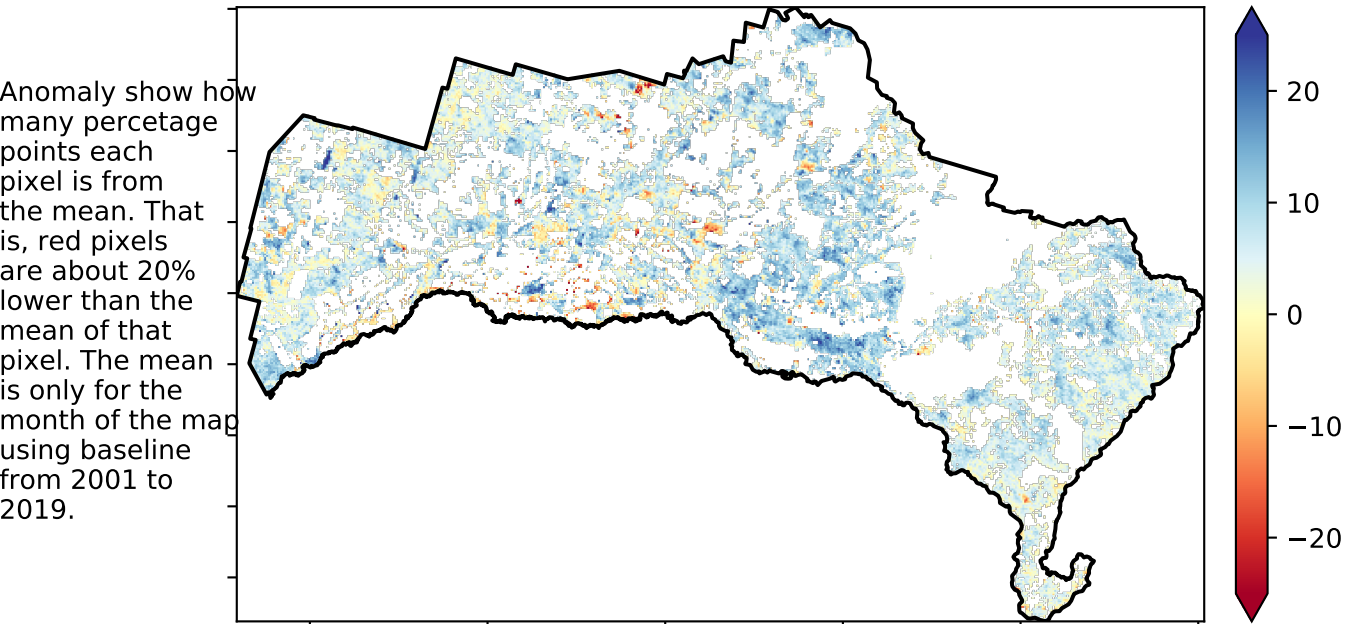 Anomaly show how
many percetage
points each
pixel is from
the mean. That
is, red pixels
are about 20%
lower than the
mean of that
pixel. The mean
is only for the
month of the map
using baseline
from 2001 to
2019.
20
10
0
−10
−20